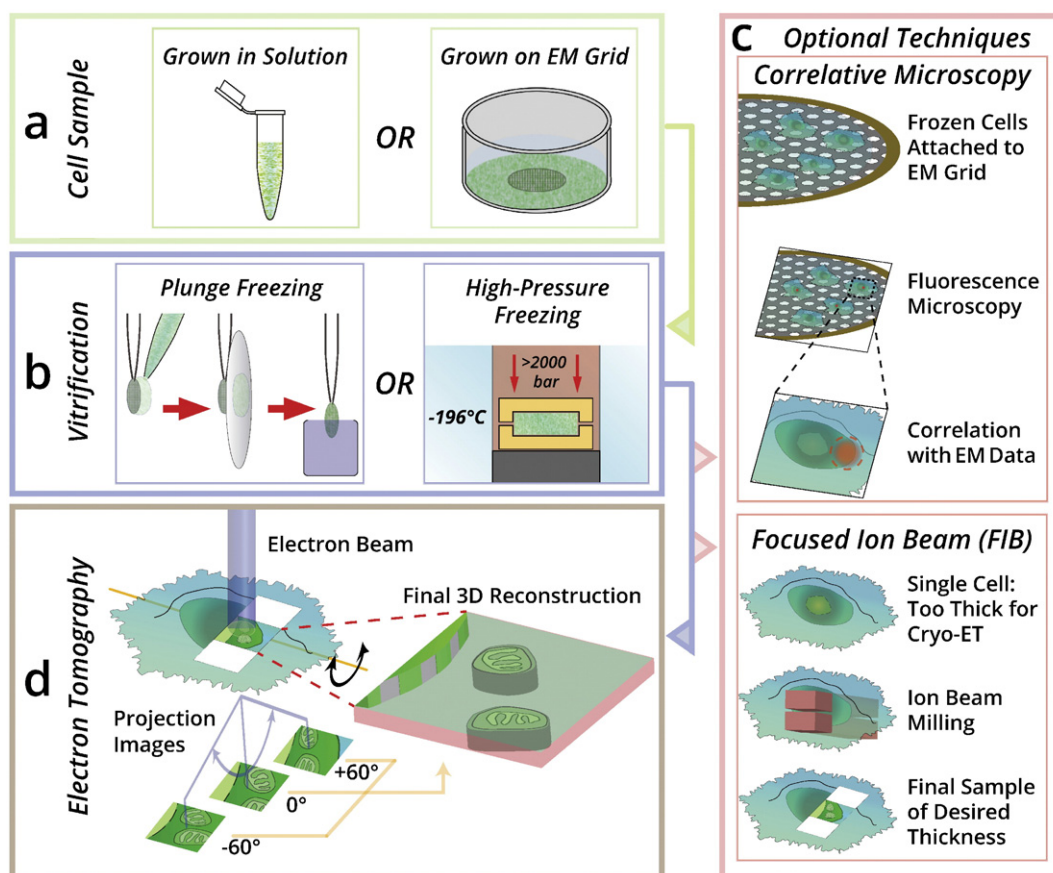 a
Cell Sample
Grown in Solution
OR
Grown on EM Grid
b
Vitrification
Plunge Freezing
OR
High-Pressure
Freezing
>2000
bar
-196°C
c
Optional Techniques
Correlative Microscopy
Frozen Cells
Attached to
EM Grid
Fluorescence
Microscopy
Correlation
with EM Data
Focused Ion Beam (FIB)
Single Cell:
Too Thick for
Cryo-ET
Ion Beam
Milling
Final Sample
of Desired
Thickness
d
Electron Tomography
Electron Beam
Final 3D Reconstruction
Projection
Images
+60°
0°
-60°